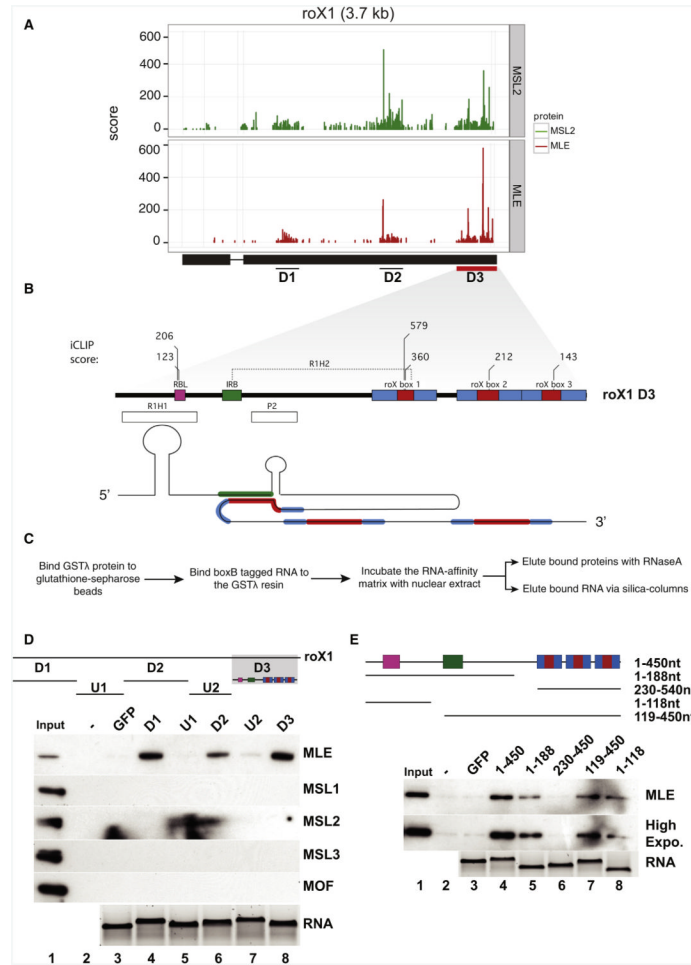 roX1 (3.7 kb)
A
600
400
200
0
MSL2
score
protein
MSL2
MLE
600
400
200
0
MLE
D1
D2
D3
B
iCLIP
score:
206
123
579
360
212
143
R1H2
RBL
IRB
roX box 1
roX box 2
roX box 3
roX1 D3
R1H1
P2
5'
3'
C
Bind GSTλ protein to
glutathione-sepharose
beads
Bind boxB tagged RNA to
the GSTλ resin
Incubate the RNA-affinity
matrix with nuclear extract
Elute bound proteins with RNaseA
Elute bound RNA via silica-columns
D
roX1
D1
D2
D3
U1
U2
Input
-
GFP
D1
U1
D2
U2
D3
MLE
MSL1
MSL2
MSL3
MOF
RNA
1 2 3 4 5 6 7 8
E
1-450nt
1-188nt
230-540nt
1-118nt
119-450nt
Input
-
GFP
1-450
1-188
230-450
119-450
1-118
MLE
High
Expo.
RNA
1 2 3 4 5 6 7 8